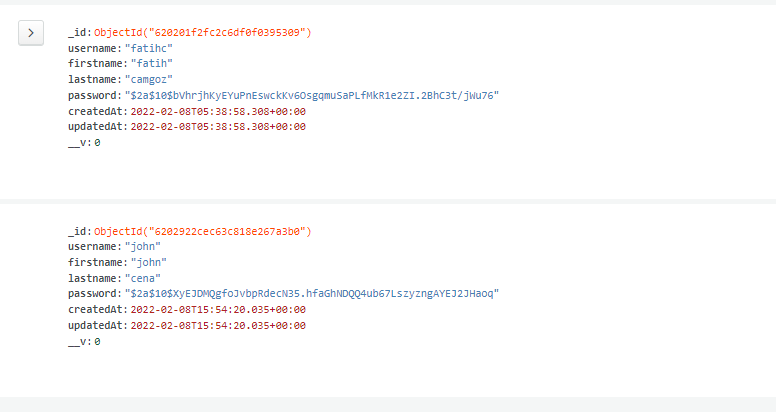 _id: ObjectId("620201f2fc2c6df0f0395309")
username: "fatihc"
firstname: "fatih"
lastname: "camgoz"
password: "$2a$10$bVhrjhKyEYuPnEswckKv6OsgqmuSaPLfMkR1e2ZI.2BhC3t/jWu76"
createdAt: 2022-02-08T05:38:58.308+00:00
updatedAt: 2022-02-08T05:38:58.308+00:00
__v: 0
_id: ObjectId("6202922cec63c818e267a3b0")
username: "john"
firstname: "john"
lastname: "cena"
password: "$2a$10$XyEJDMQgfoJvbpRdecN35.hfaGhNDQQ4ub67LszyzngAYEJ2JHaoq"
createdAt: 2022-02-08T15:54:20.035+00:00
updatedAt: 2022-02-08T15:54:20.035+00:00
__v: 0